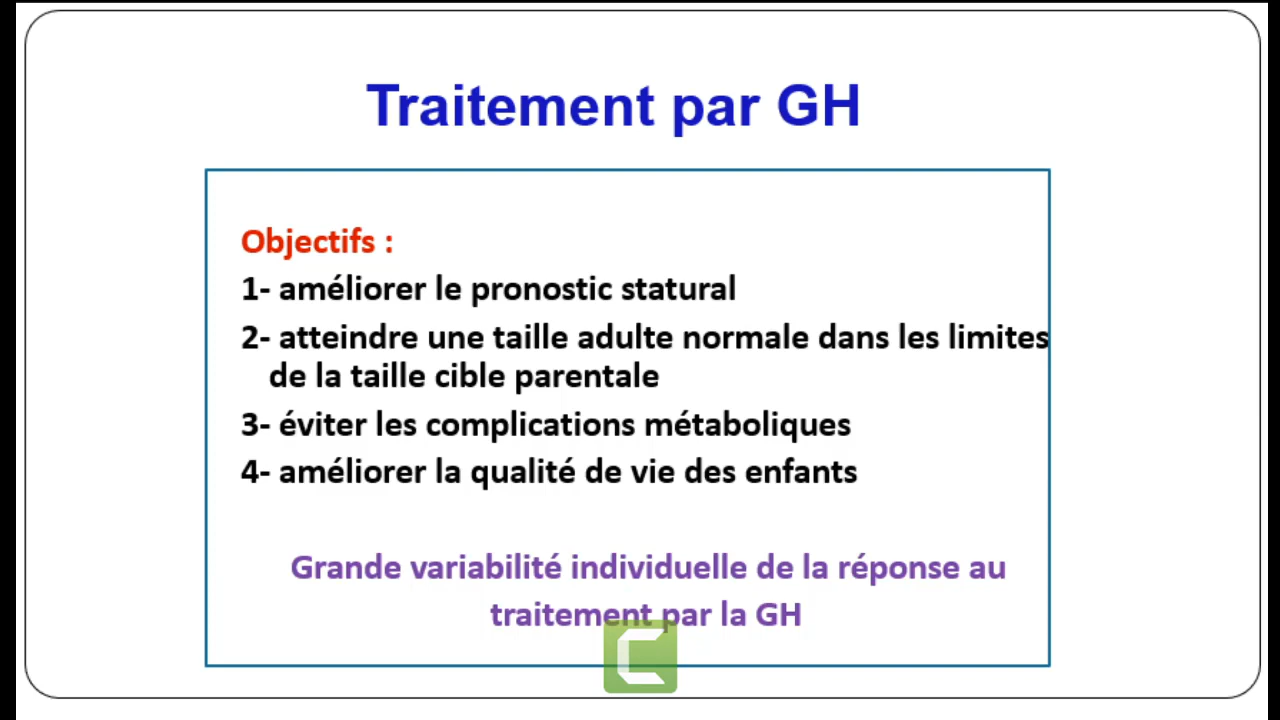 Traitement par GH
Objectifs :
1- améliorer le pronostic statural
2- atteindre une taille adulte normale dans les limites
de la taille cible parentale
3- éviter les complications métaboliques
4- améliorer la qualité de vie des enfants
Grande variabilité individuelle de la réponse au
traitement par la GH